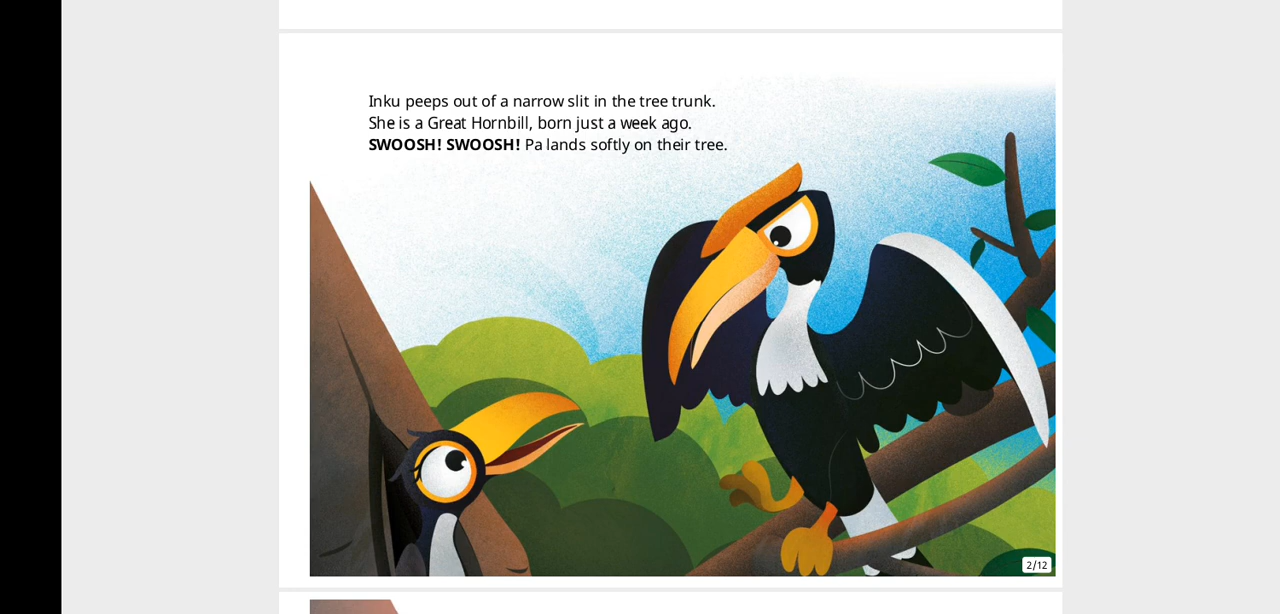 Inku peeps out of a narrow slit in the tree trunk.
She is a Great Hornbill, born just a week ago.
SWOOSH! SWOOSH! Pa lands softly on their tree.
2/12